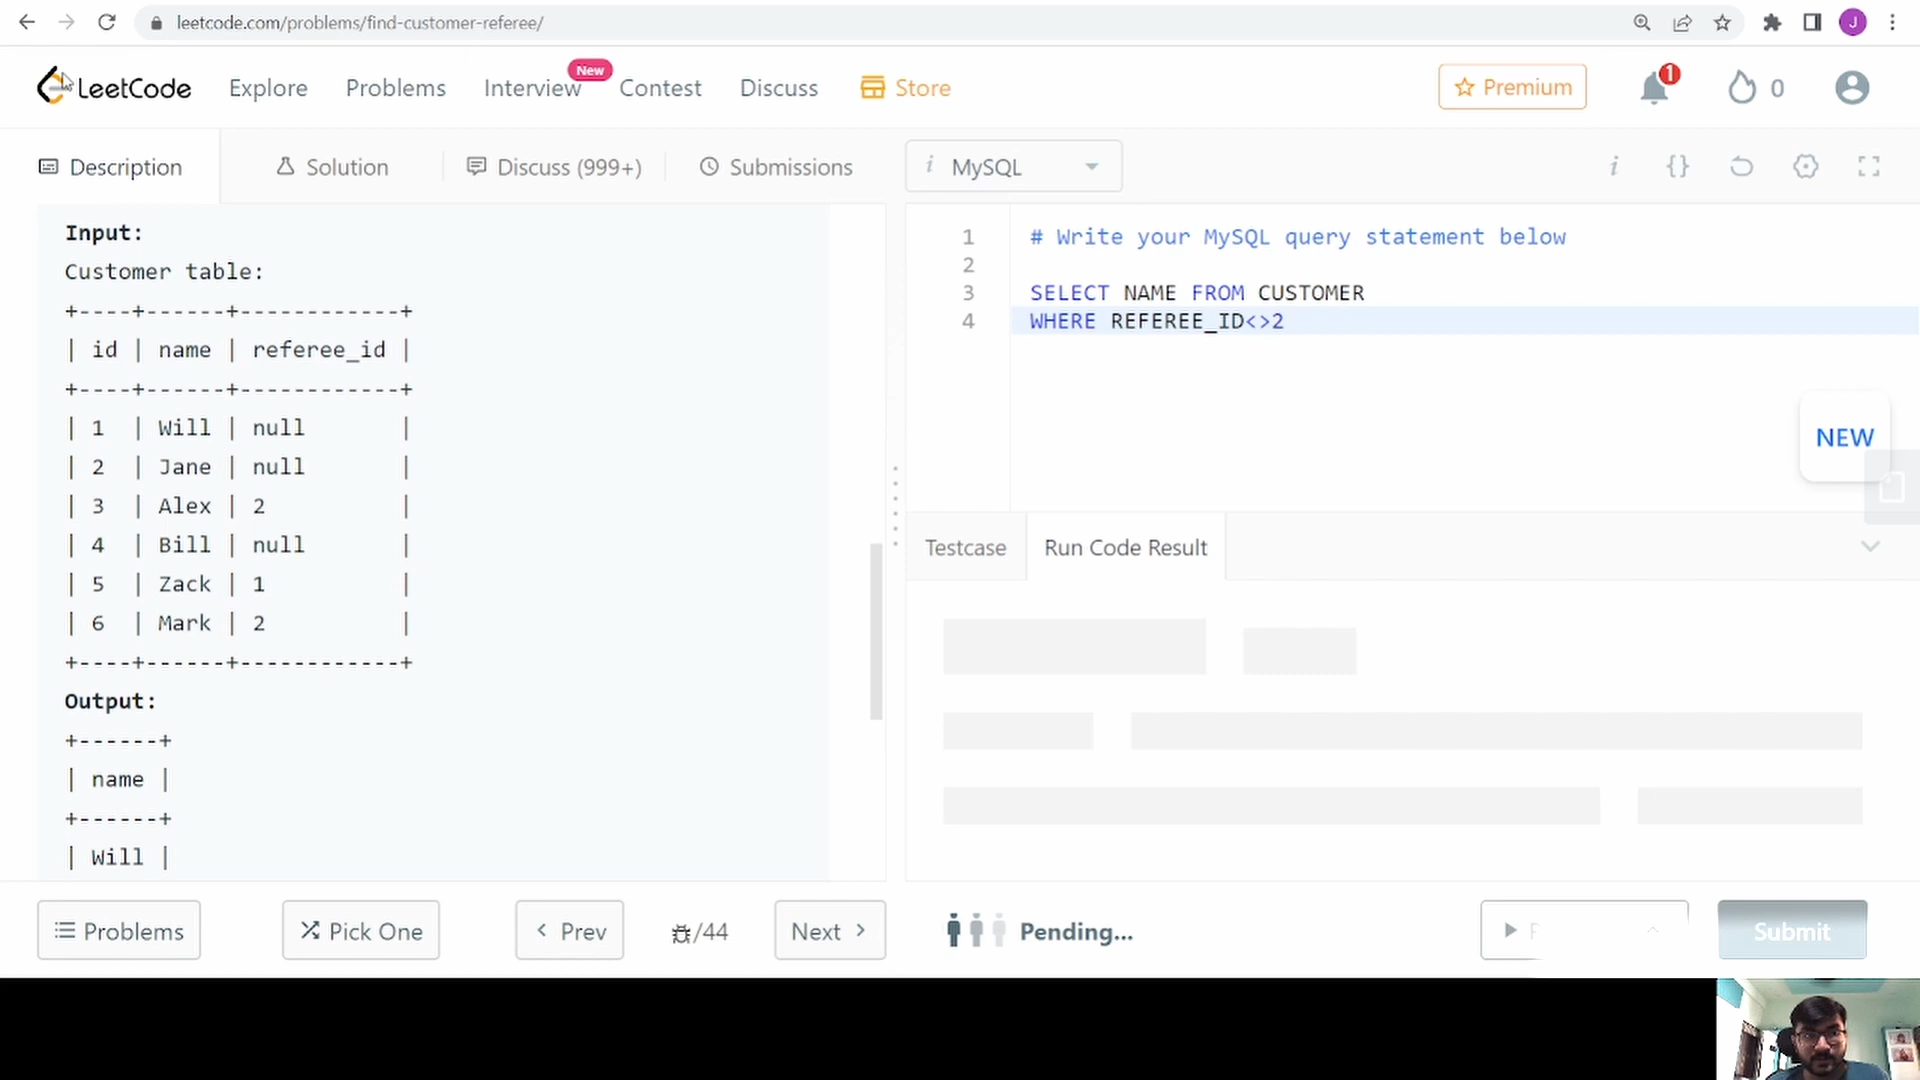 leetcode.com/problems/find-customer-referee/
J
LeetCode
Explore
Problems
Interview
New
Contest
Discuss
Store
Premium
1
0
Description
Solution
Discuss (999+)
Submissions
i MySQL
i {}
Input:
Customer table:
+----+------+------------+
| id | name | referee_id |
+----+------+------------+
| 1  | Will | null       |
| 2  | Jane | null       |
| 3  | Alex | 2          |
| 4  | Bill | null       |
| 5  | Zack | 1          |
| 6  | Mark | 2          |
+----+------+------------+
Output:
+------+
| name |
+------+
| Will |
1 # Write your MySQL query statement below
2
3 SELECT NAME FROM CUSTOMER
4 WHERE REFEREE_ID<>2
NEW
Testcase
Run Code Result
Problems
Pick One
Prev
/44
Next
Pending...
Submit